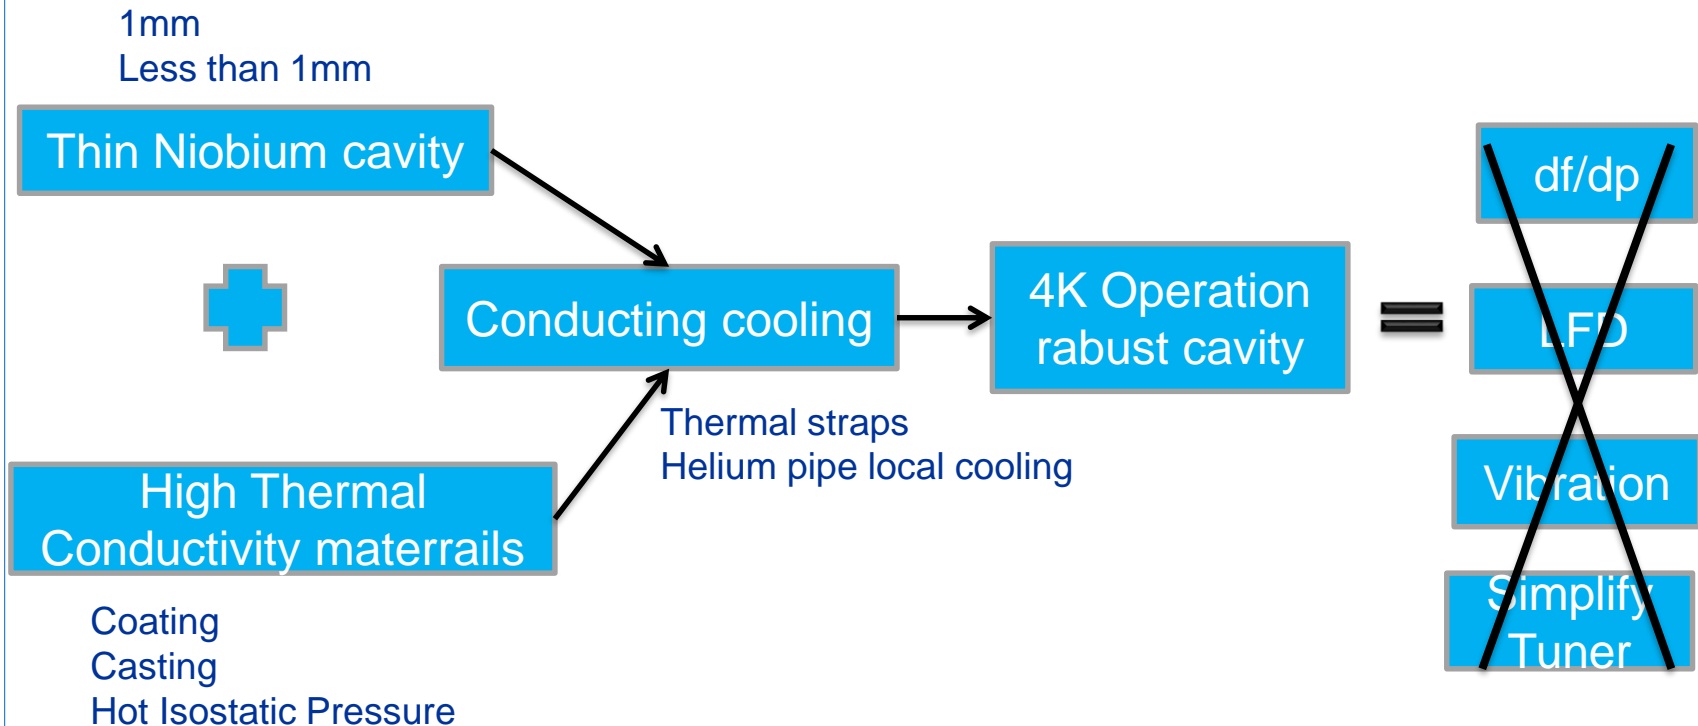 1mm
Less than 1mm
Thin Niobium cavity
Conducting cooling
4K Operation
rabust cavity
df/dp
LFD
Vibration
Simplify
Tuner
Thermal straps
Helium pipe local cooling
High Thermal
Conductivity materrails
Coating
Casting
Hot Isostatic Pressure